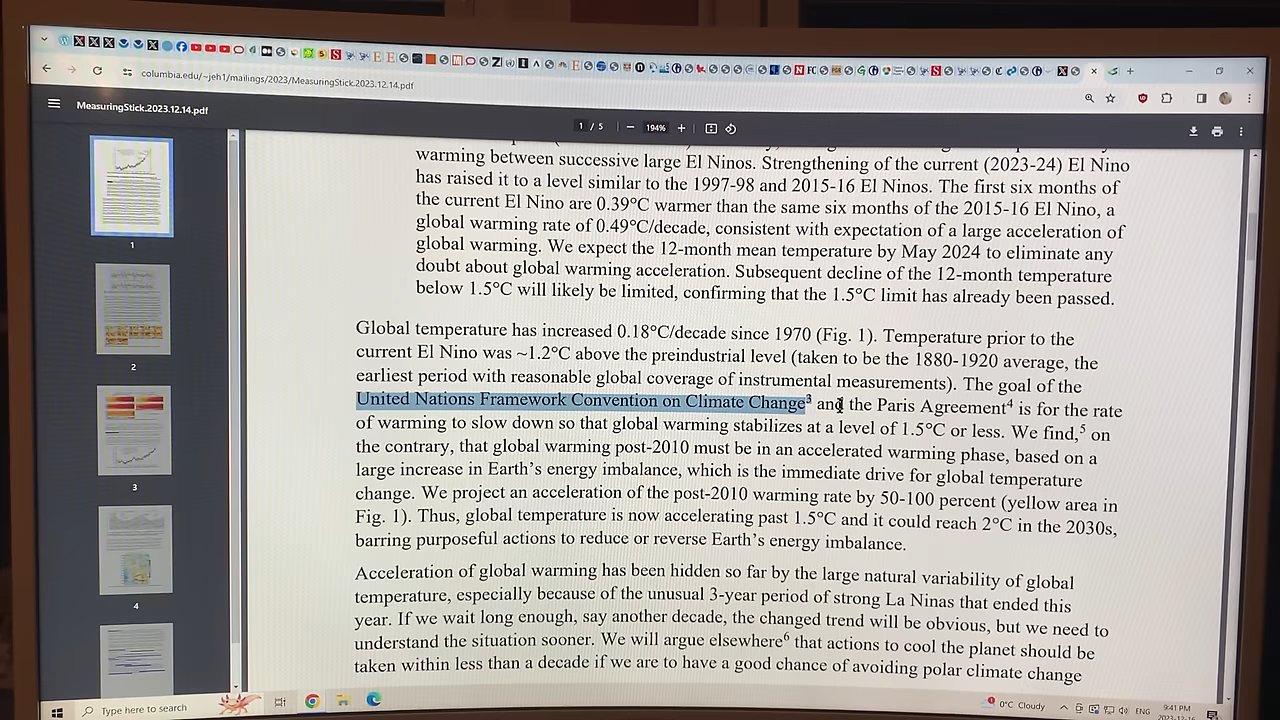 columbia.edu/~jeh1/mailings/2023/MeasuringStick.2023.12.14.pdf
MeasuringStick.2023.12.14.pdf
1 / 5
194%
warming between successive large El Ninos. Strengthening of the current (2023-24) El Nino
has raised it to a level similar to the 1997-98 and 2015-16 El Ninos. The first six months of
the current El Nino are 0.39°C warmer than the same six months of the 2015-16 El Nino, a
global warming rate of 0.49°C/decade, consistent with expectation of a large acceleration of
global warming. We expect the 12-month mean temperature by May 2024 to eliminate any
doubt about global warming acceleration. Subsequent decline of the 12-month temperature
below 1.5°C will likely be limited, confirming that the 1.5°C limit has already been passed.
Global temperature has increased 0.18°C/decade since 1970 (Fig. 1). Temperature prior to the
current El Nino was ~1.2°C above the preindustrial level (taken to be the 1880-1920 average, the
earliest period with reasonable global coverage of instrumental measurements). The goal of the
United Nations Framework Convention on Climate Change³ and the Paris Agreement⁴ is for the rate
of warming to slow down so that global warming stabilizes at a level of 1.5°C or less. We find,⁵ on
the contrary, that global warming post-2010 must be in an accelerated warming phase, based on a
large increase in Earth's energy imbalance, which is the immediate drive for global temperature
change. We project an acceleration of the post-2010 warming rate by 50-100 percent (yellow area in
Fig. 1). Thus, global temperature is now accelerating past 1.5°C and it could reach 2°C in the 2030s,
barring purposeful actions to reduce or reverse Earth's energy imbalance.
Acceleration of global warming has been hidden so far by the large natural variability of global
temperature, especially because of the unusual 3-year period of strong La Ninas that ended this
year. If we wait long enough, say another decade, the changed trend will be obvious, but we need to
understand the situation sooner. We will argue elsewhere⁶ that actions to cool the planet should be
taken within less than a decade if we are to have a good chance of avoiding polar climate change
1
2
3
4
Type here to search
0°C Cloudy
ENG
9:41 PM
2023-12-16